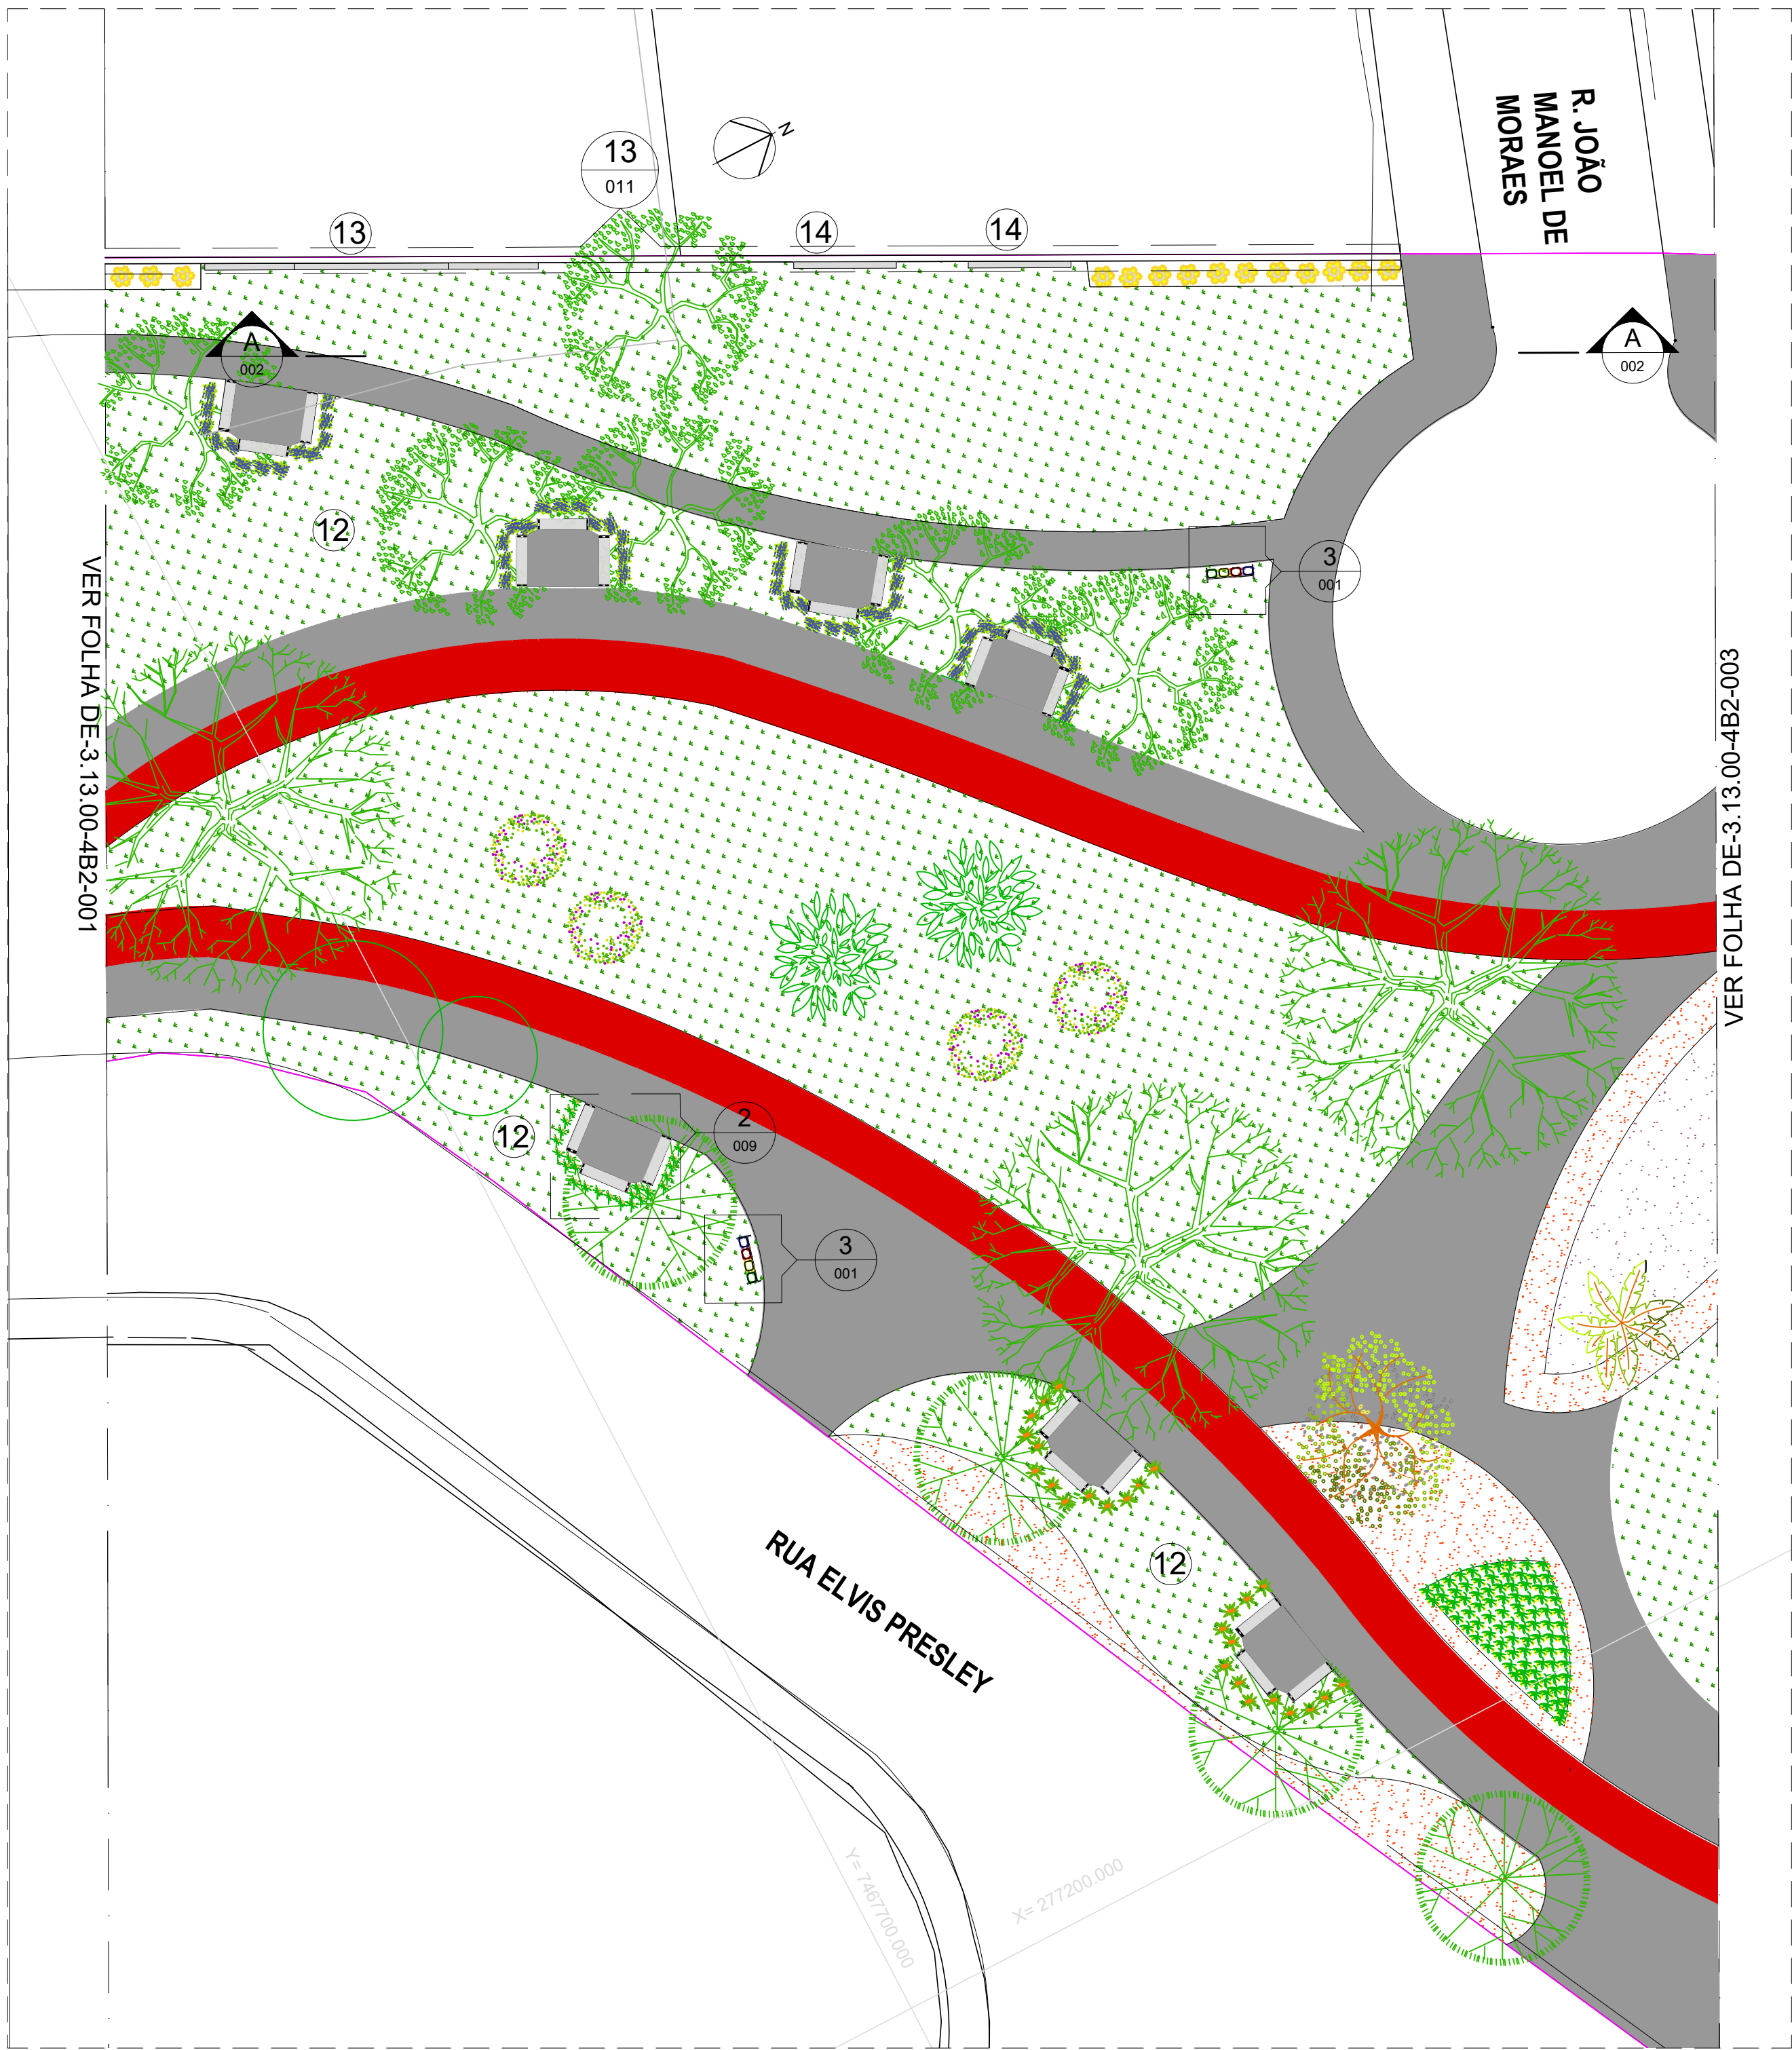 R. JOÃO
MANOEL DE
MORAES
N
13
011
13
14
14
A
002
A
002
12
3
001
VER FOLHA DE-3.13.00-4B2-001
VER FOLHA DE-3.13.00-4B2-003
12
2
009
3
001
RUA ELVIS PRESLEY
12
Y= 7467700.000
X= 277200.000